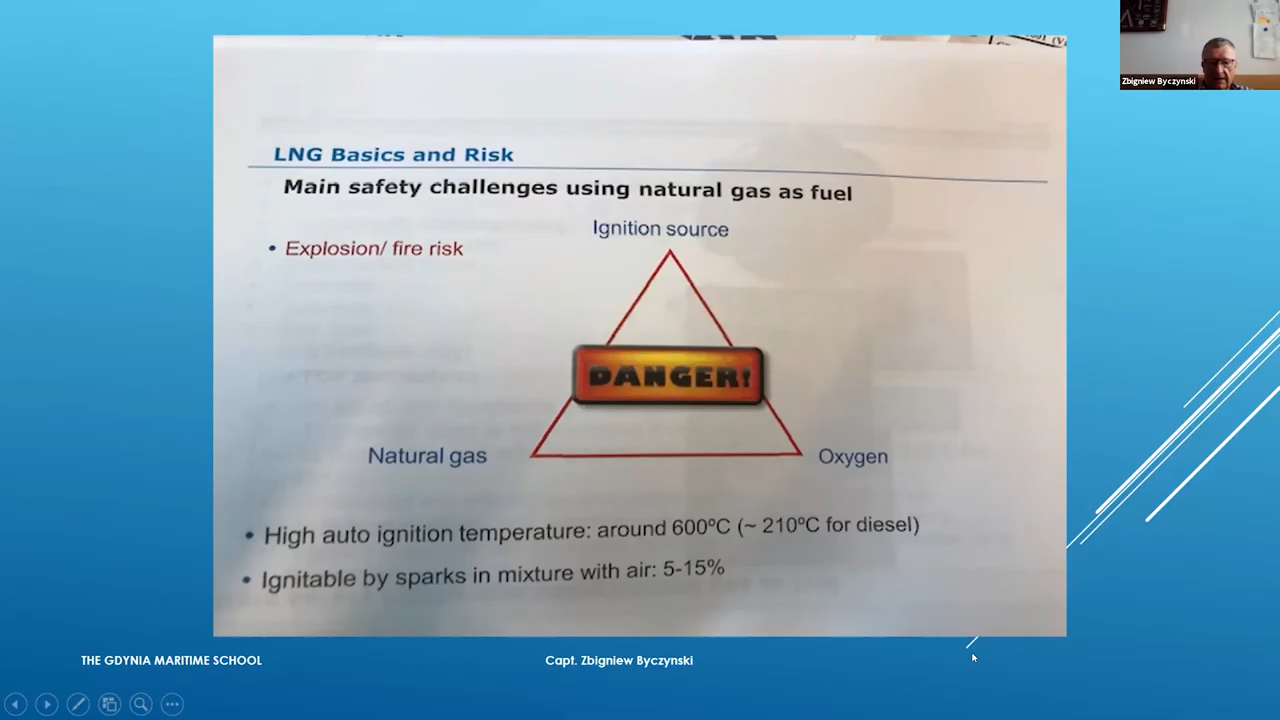 Zbigniew Byczynski
LNG Basics and Risk
Main safety challenges using natural gas as fuel
• Explosion/ fire risk
Ignition source
DANGER!
Natural gas
Oxygen
• High auto ignition temperature: around 600ºC (~ 210ºC for diesel)
• Ignitable by sparks in mixture with air: 5-15%
THE GDYNIA MARITIME SCHOOL
Capt. Zbigniew Byczynski